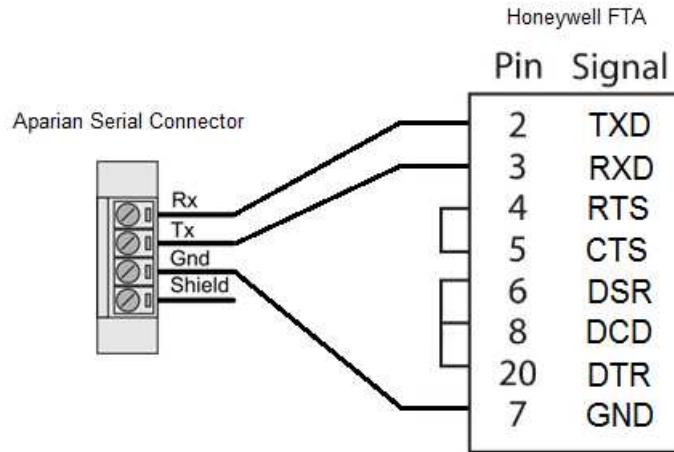 Honeywell FTA
Pin Signal
Aparian Serial Connector
2 TXD
3 RXD
4 RTS
5 CTS
6 DSR
8 DCD
20 DTR
7 GND
Rx
Tx
Gnd
Shield